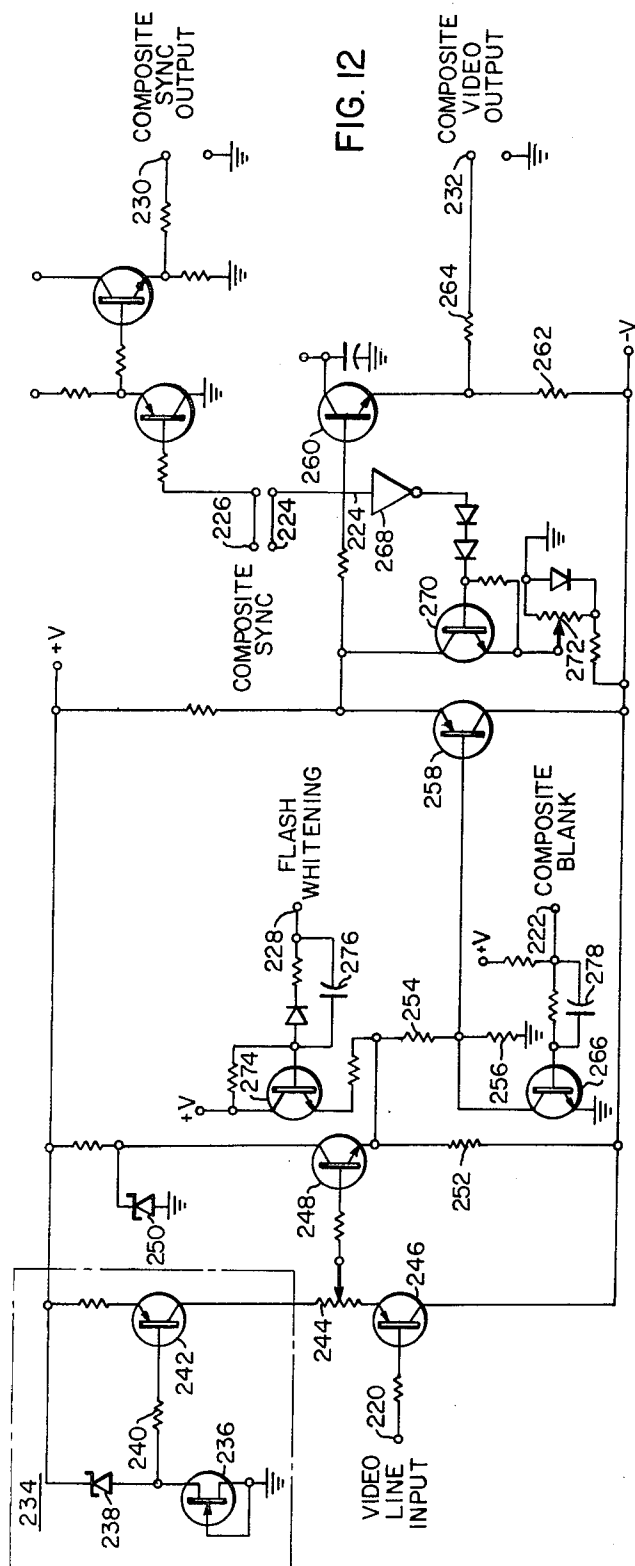 COMPOSITE
SYNC
OUTPUT
230
FIG. 12
COMPOSITE
VIDEO
OUTPUT
232
264
262
-V
260
226
224
224
268
COMPOSITE
SYNC
270
272
+V
258
FLASH
WHITENING
228
276
274
+V
254
256
COMPOSITE
BLANK
222
+V
278
266
250
248
252
234
238
240
242
236
244
246
220
VIDEO
LINE
INPUT